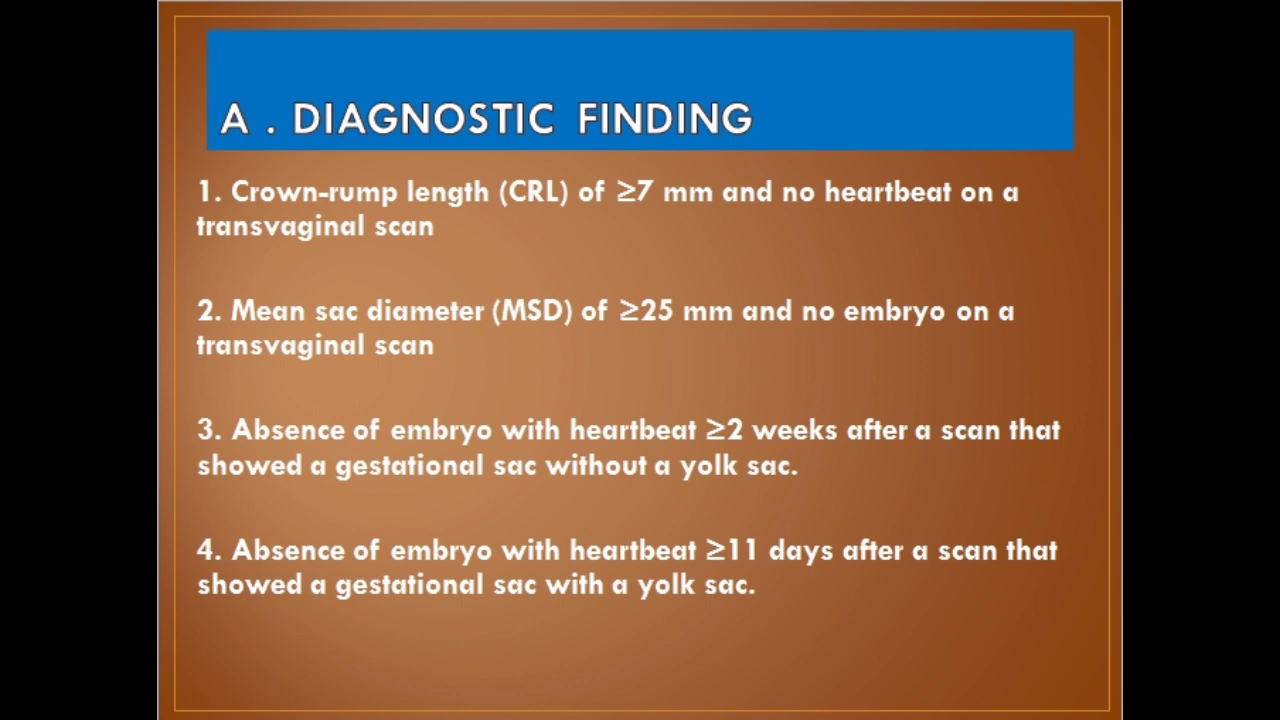 A . DIAGNOSTIC FINDING
1. Crown-rump length (CRL) of ≥7 mm and no heartbeat on a
transvaginal scan
2. Mean sac diameter (MSD) of ≥25 mm and no embryo on a
transvaginal scan
3. Absence of embryo with heartbeat ≥2 weeks after a scan that
showed a gestational sac without a yolk sac.
4. Absence of embryo with heartbeat ≥11 days after a scan that
showed a gestational sac with a yolk sac.